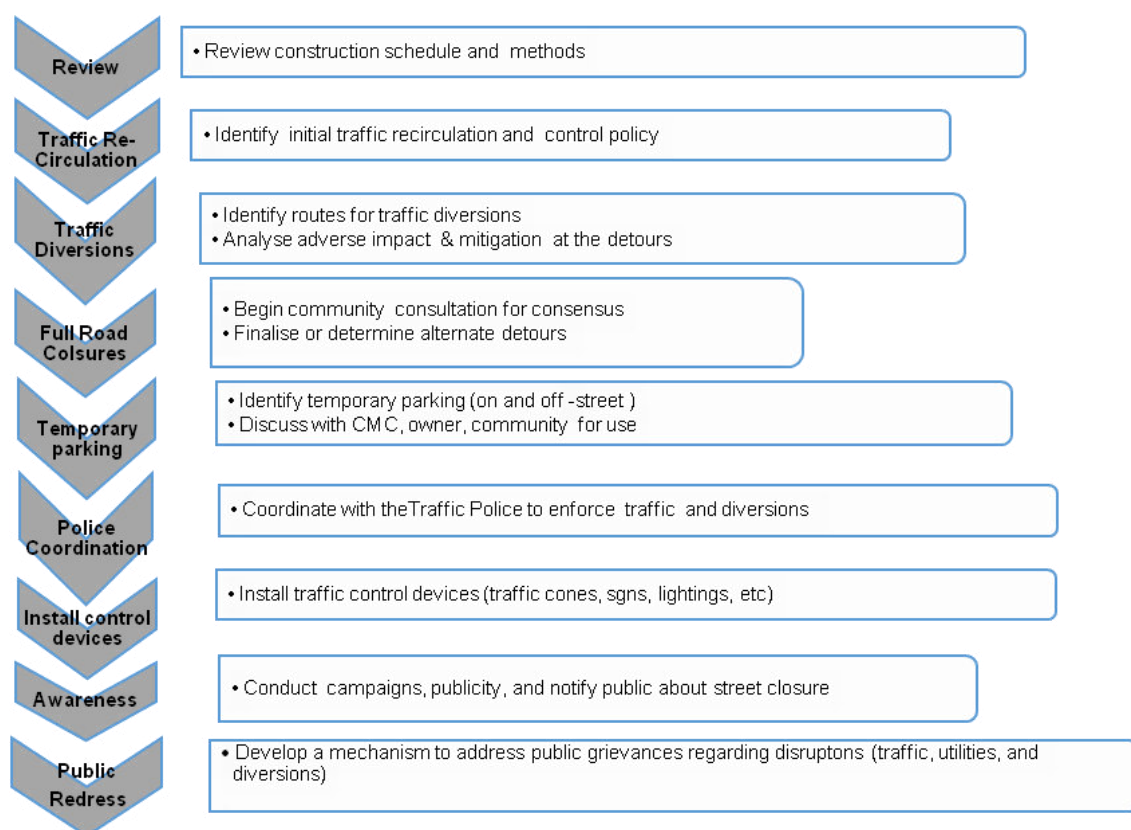 Review
• Review construction schedule and methods
Traffic Re-
Circulation
• Identify initial traffic recirculation and control policy
Traffic
Diversions
• Identify routes for traffic diversions
• Analyse adverse impact & mitigation at the detours
Full Road
Colsures
• Begin community consultation for consensus
• Finalise or determine alternate detours
Temporary
parking
• Identify temporary parking (on and off -street )
• Discuss with CMC, owner, community for use
Police
Coordination
• Coordinate with theTraffic Police to enforce traffic and diversions
Install control
devices
• Install traffic control devices (traffic cones, sgns, lightings, etc)
Awareness
• Conduct campaigns, publicity, and notify public about street closure
Public
Redress
• Develop a mechanism to address public grievances regarding disruptons (traffic, utilities, and
diversions)